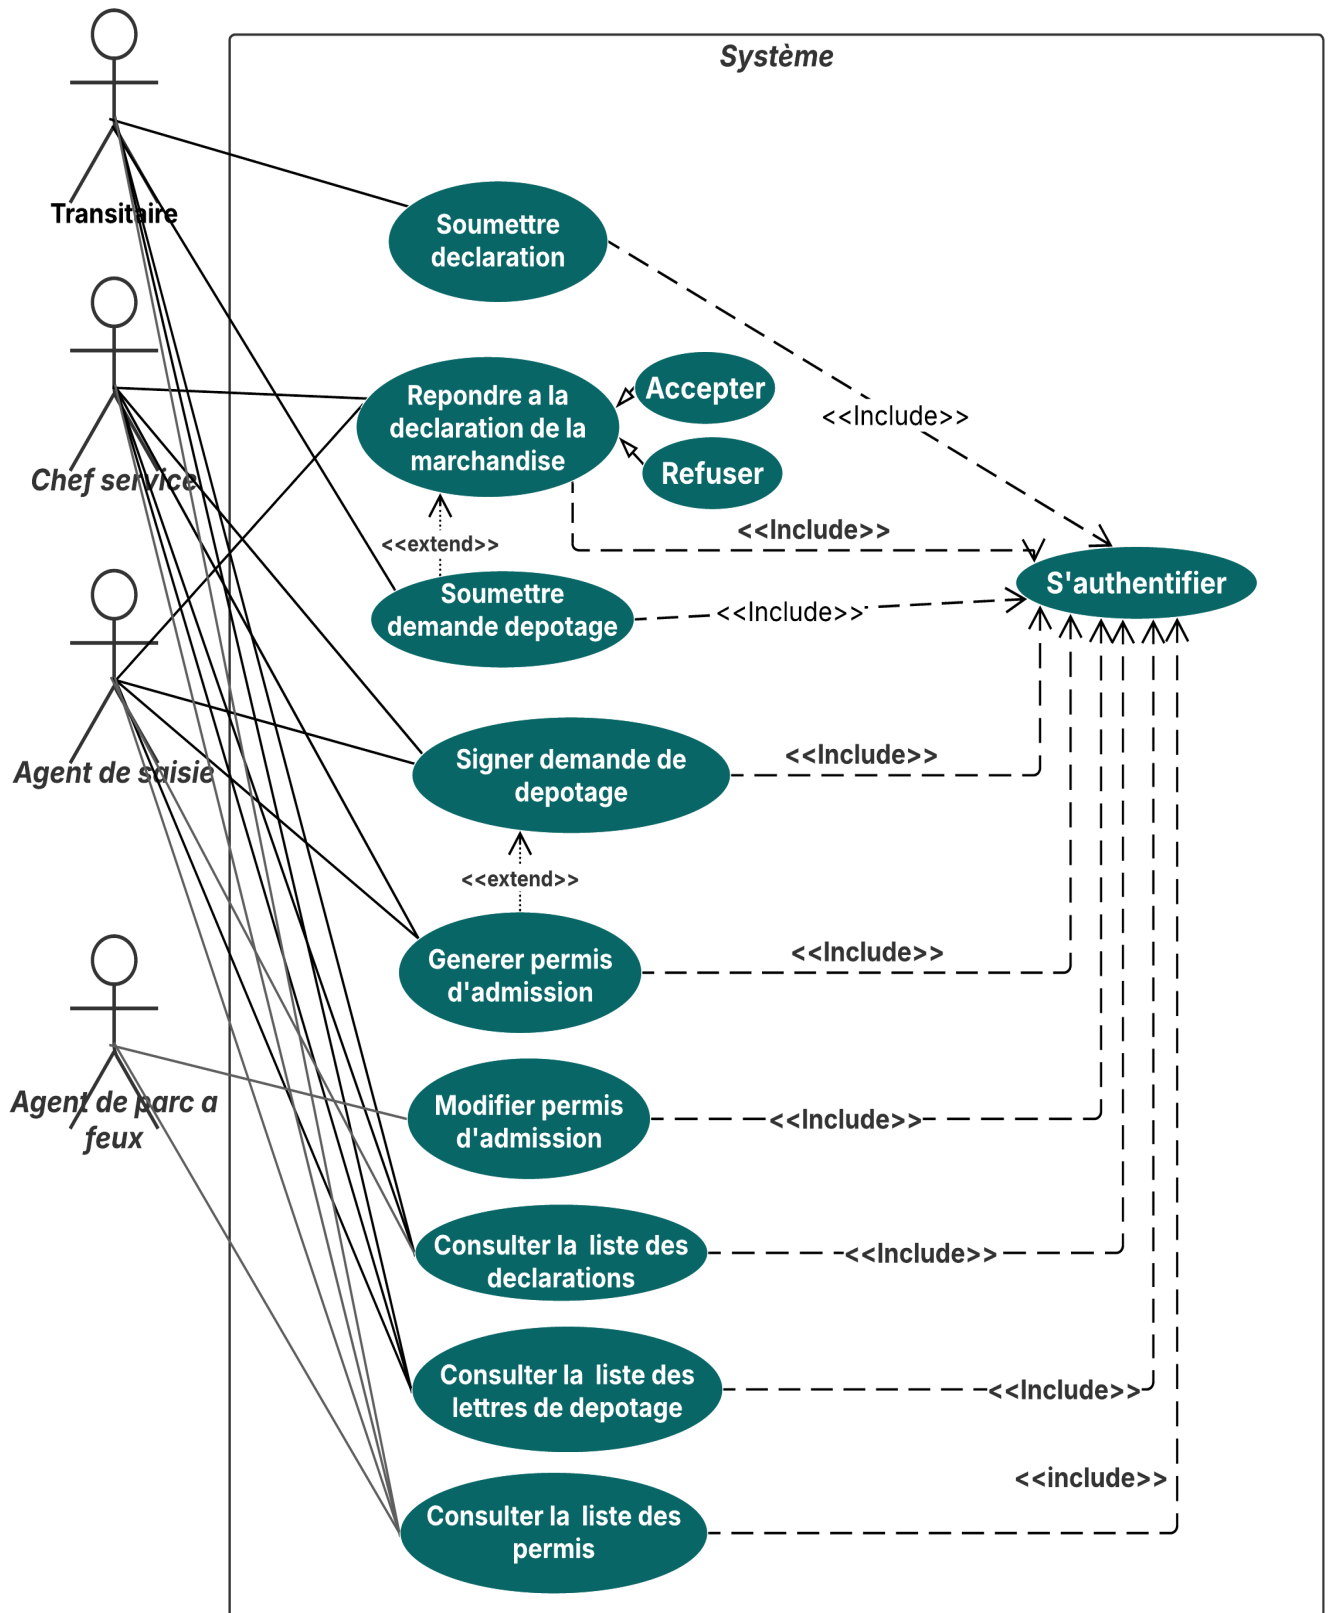 Système
Transitaire
Soumettre
declaration
Chef service
Repondre a la
declaration de la
marchandise
Accepter
Refuser
<<Include>>
<<Include>>
<<extend>>
Soumettre
demande depotage
<<Include>>
S'authentifier
Agent de saisie
Signer demande de
depotage
<<Include>>
<<extend>>
Generer permis
d'admission
<<Include>>
Agent de parc a
feux
Modifier permis
d'admission
<<Include>>
Consulter la  liste des
declarations
<<Include>>
Consulter la  liste des
lettres de depotage
<<Include>>
<<include>>
Consulter la  liste des
permis